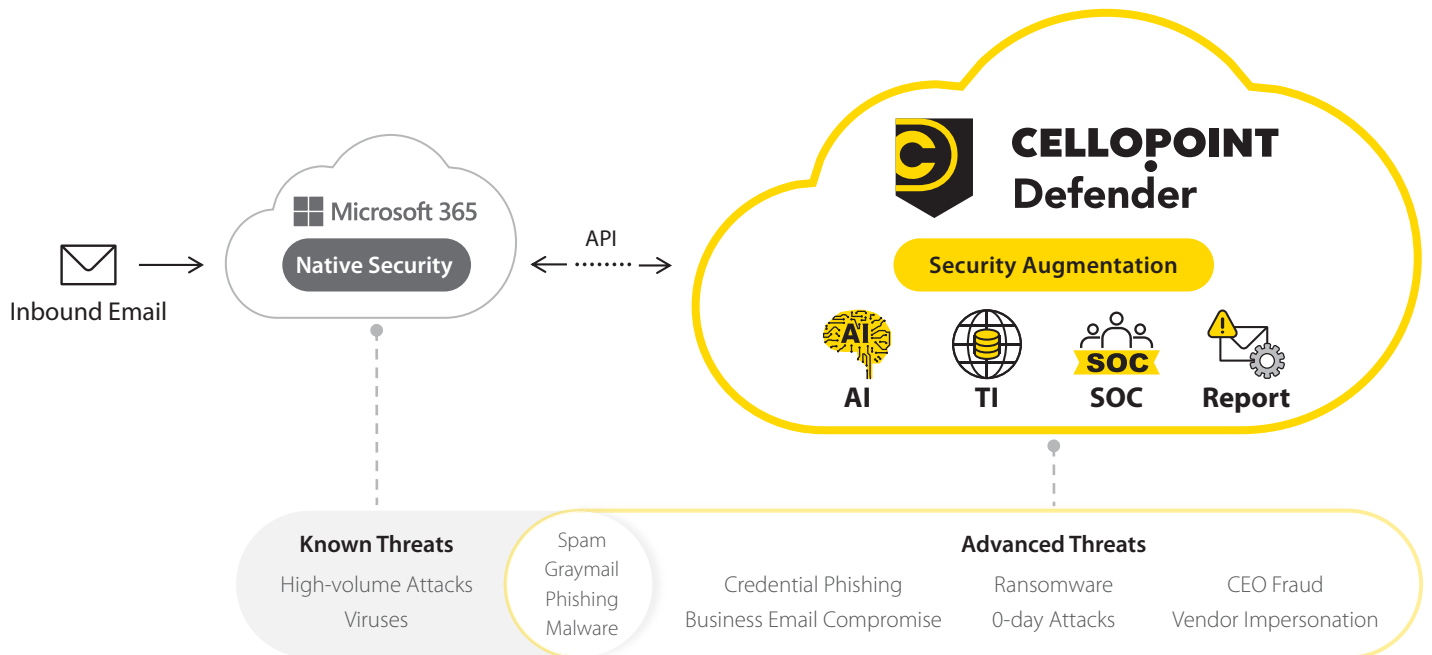 CELLOPOINT
Defender
Microsoft 365
API
Native Security
Security Augmentation
Inbound Email
AI
SOC
AI
TI
SOC
Report
Known Threats
High-volume Attacks
Viruses
Spam
Graymail
Phishing
Malware
Advanced Threats
Credential Phishing
Ransomware
CEO Fraud
Business Email Compromise
0-day Attacks
Vendor Impersonation